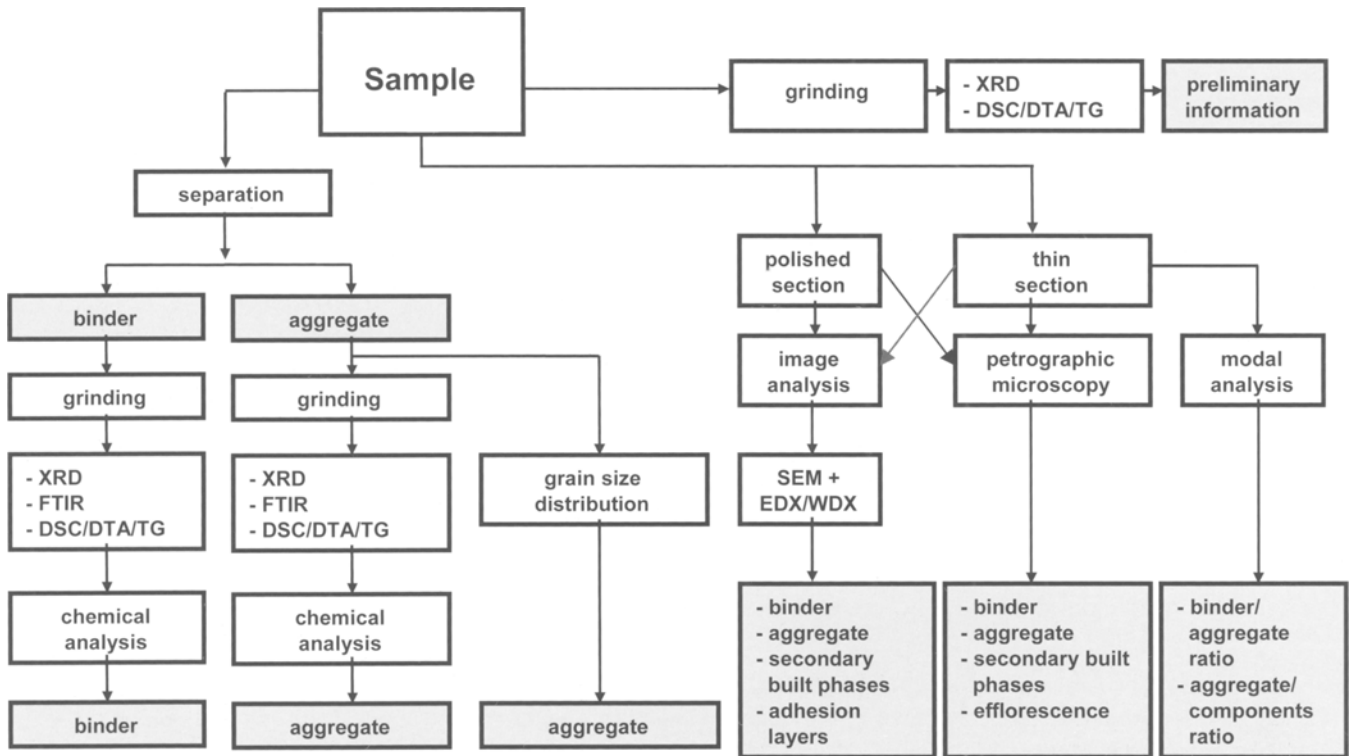 Sample
grinding
- XRD
- DSC/DTA/TG
preliminary
information
separation
polished
section
thin
section
binder
aggregate
image
analysis
petrographic
microscopy
modal
analysis
grinding
grinding
- XRD
- FTIR
- DSC/DTA/TG
- XRD
- FTIR
- DSC/DTA/TG
grain size
distribution
SEM +
EDX/WDX
chemical
analysis
chemical
analysis
binder
aggregate
aggregate
- binder
- aggregate
- secondary
built phases
- adhesion
layers
- binder
- aggregate
- secondary built
phases
- efflorescence
- binder/
aggregate
ratio
- aggregate/
components
ratio